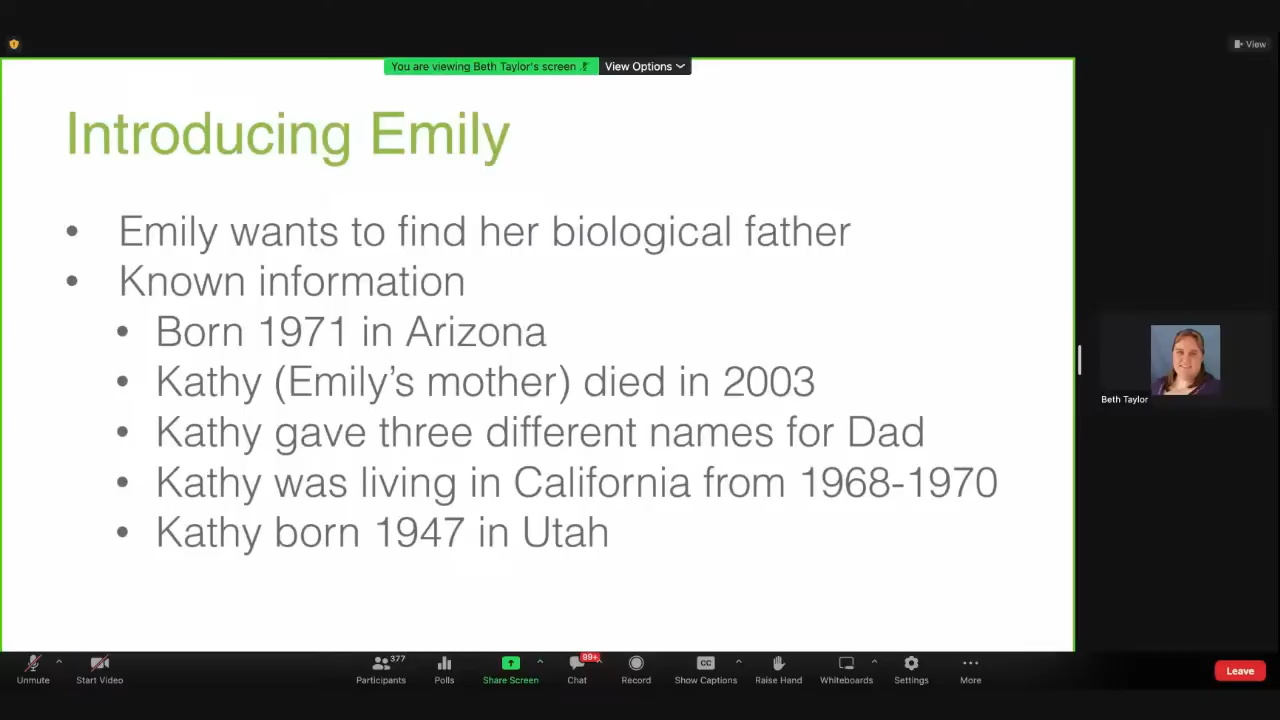 View
You are viewing Beth Taylor's screen
View Options
Introducing Emily
• Emily wants to find her biological father
• Known information
• Born 1971 in Arizona
• Kathy (Emily’s mother) died in 2003
• Kathy gave three different names for Dad
• Kathy was living in California from 1968-1970
• Kathy born 1947 in Utah
Beth Taylor
377
99+
CC
Unmute
Start Video
Participants
Polls
Share Screen
Chat
Record
Show Captions
Raise Hand
Whiteboards
Settings
More
Leave